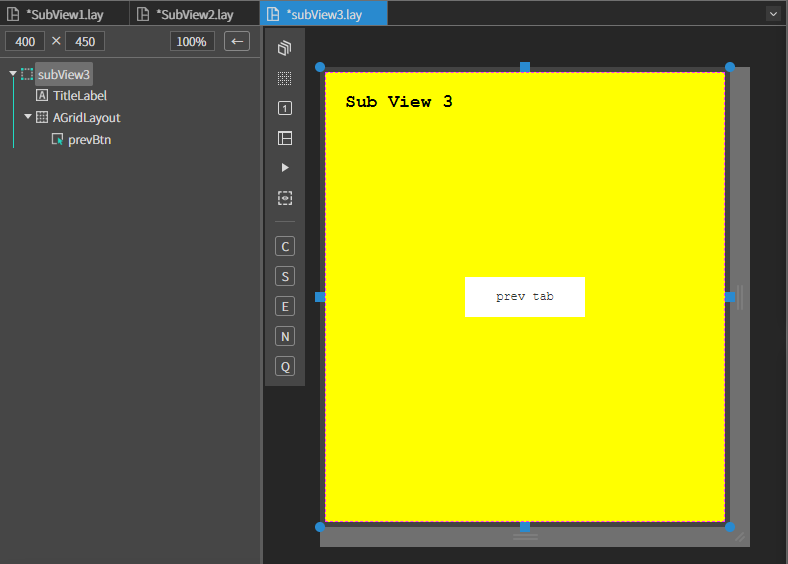 *SubView1.lay
*SubView2.lay
*subView3.lay
400 × 450
100%
←
subView3
A TitleLabel
AGridLayout
prevBtn
1
C
S
E
N
Q
Sub View 3
prev tab